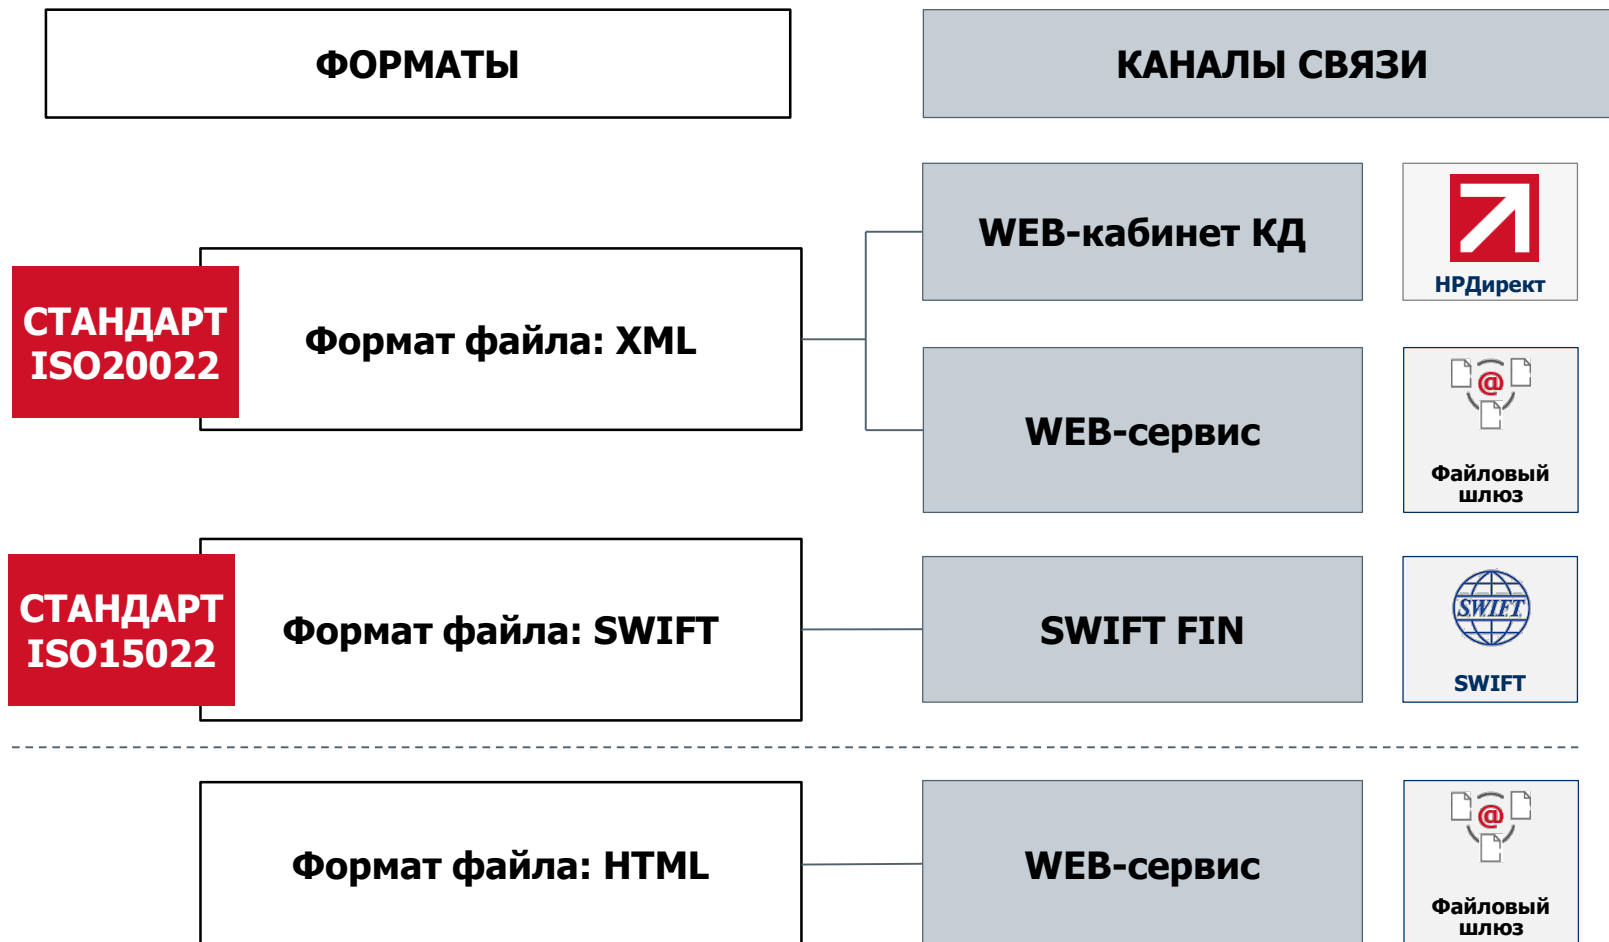 ФОРМАТЫ
КАНАЛЫ СВЯЗИ
СТАНДАРТ
ISO20022
Формат файла: XML
WEB-кабинет КД
НРДирект
WEB-сервис
@
Файловый
шлюз
СТАНДАРТ
ISO15022
Формат файла: SWIFT
SWIFT FIN
SWIFT
SWIFT
Формат файла: HTML
WEB-сервис
@
Файловый
шлюз